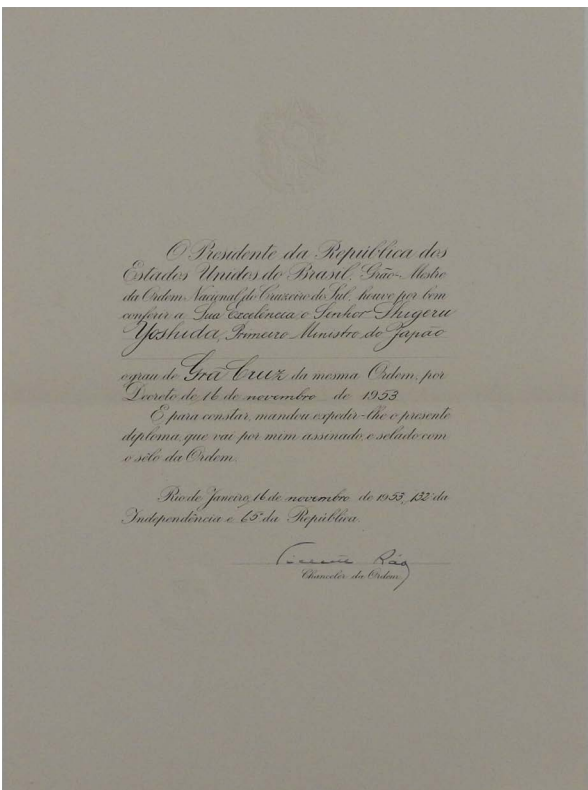 O Presidente da República dos
Estados Unidos do Brasil, Grão-Mestre
da Ordem Nacional do Cruzeiro do Sul, houve por bem
conferir a Sua Excelência o Senhor Shigeru
Yoshida, Primeiro Ministro do Japão
o grau de Grã Cruz da mesma Ordem, por
Decreto de 16 de novembro de 1953
E para constar, mandou expedir-lhe o presente
diploma, que vai por mim assinado e selado com
o sêlo da Ordem.
Rio de Janeiro, 16 de novembro de 1953, 132 da
Independência e 65º da República.
Vicente Ráo
Chanceler da Ordem